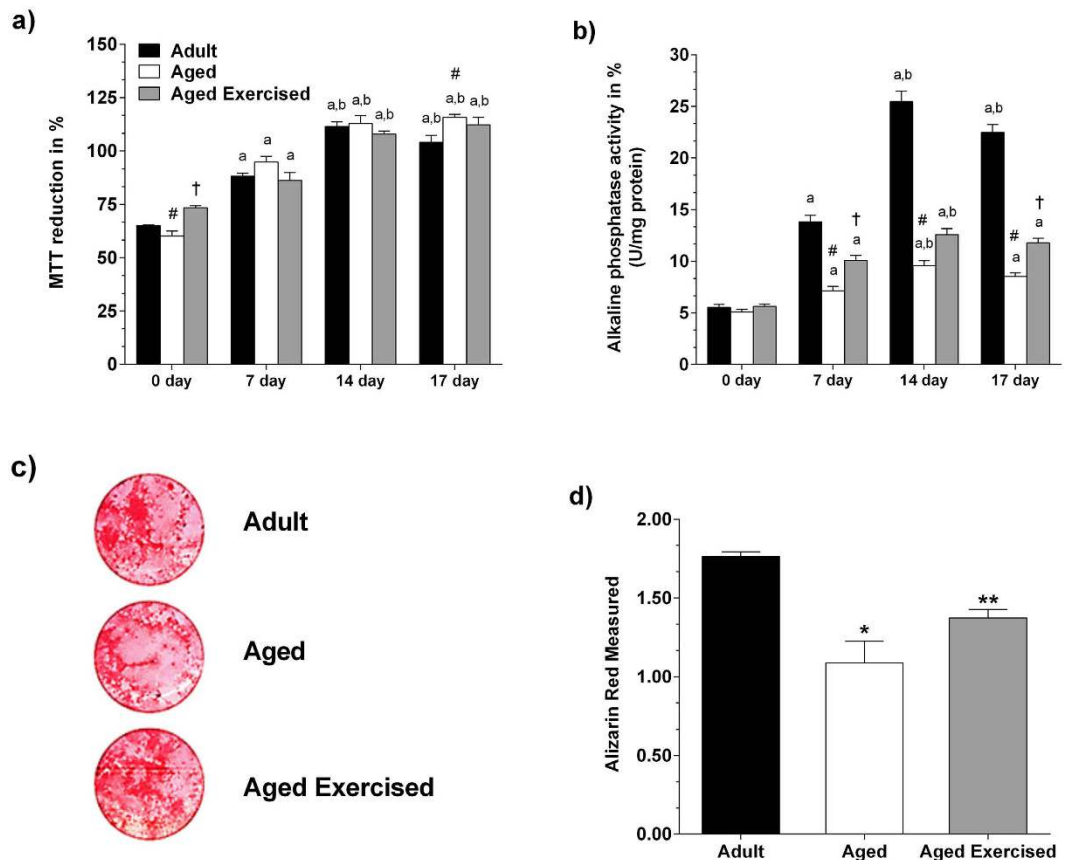 a)
MTT reduction in %
150
125
100
75
50
25
0
Adult
Aged
Aged Exercised
#
†
a
a
a
a,b
a,b
a,b
#
a,b
a,b
a,b
0 day
7 day
14 day
17 day
b)
Alkaline phosphatase activity in %
(U/mg protein)
30
25
20
15
10
5
0
a
#
a
†
a
a,b
#
a,b
a,b
a,b
#
a
†
a
0 day
7 day
14 day
17 day
c)
Adult
Aged
Aged Exercised
d)
Alizarin Red Measured
2.00
1.50
1.00
0.50
0.00
*
**
Adult
Aged
Aged Exercised